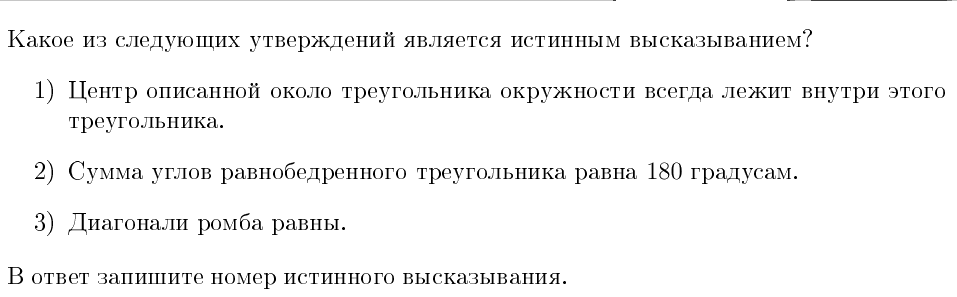 Какое из следующих утверждений является истинным высказыванием?
1) Центр описанной около треугольника окружности всегда лежит внутри этого
треугольника.
2) Сумма углов равнобедренного треугольника равна 180 градусам.
3) Диагонали ромба равны.
В ответ запишите номер истинного высказывания.